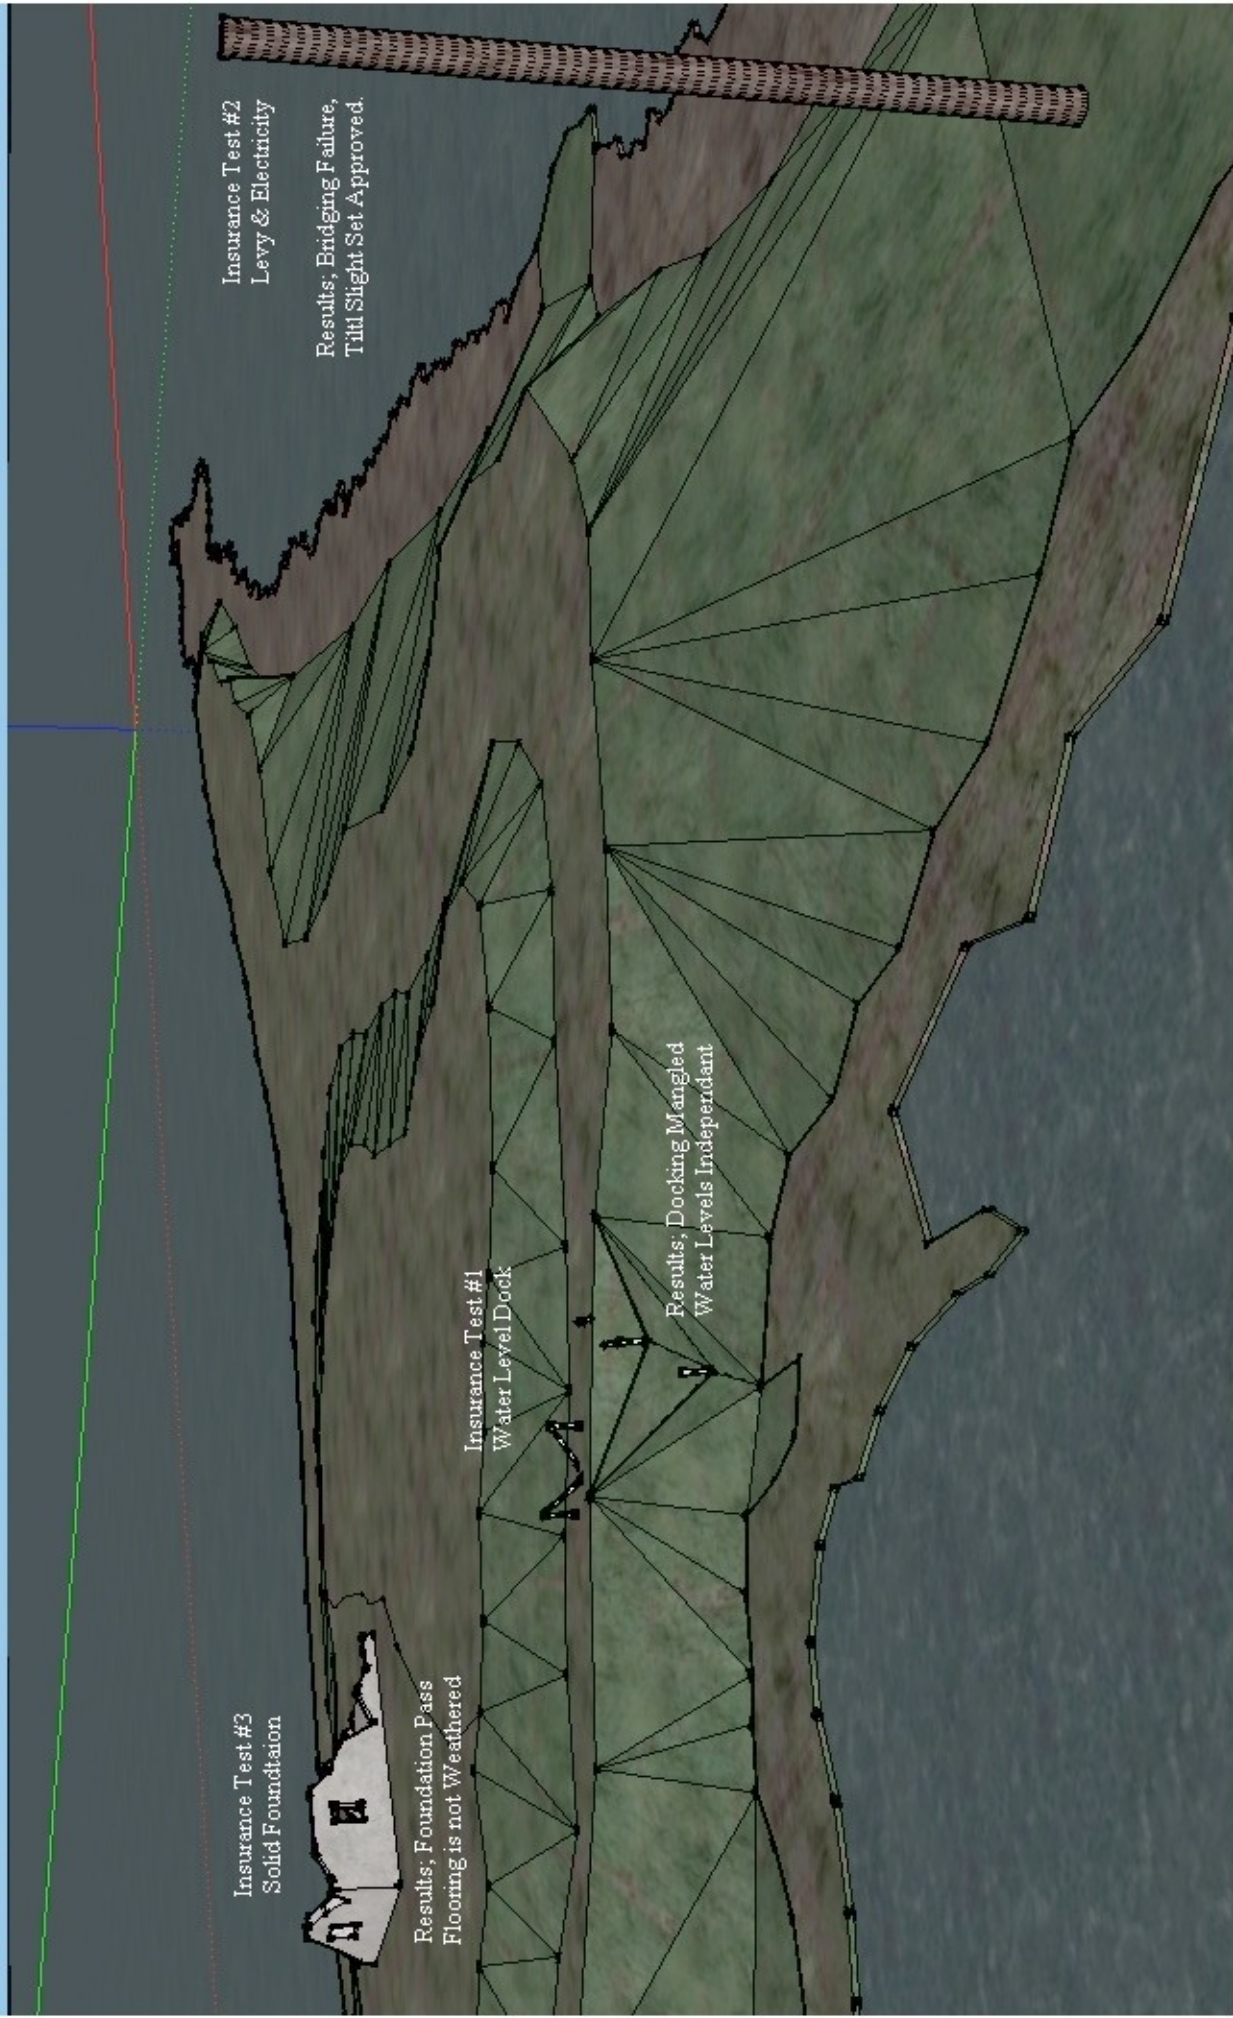 Insurance Test #3
Solid Foundtaion
Results; Foundation Pass
Flooring is not Weathered
Insurance Test #1
Water Level Dock
Results; Docking Mangled
Water Levels Independant
Insurance Test #2
Levy & Electricity
Results; Bridging Failure,
Tiltl Slight Set Approved.